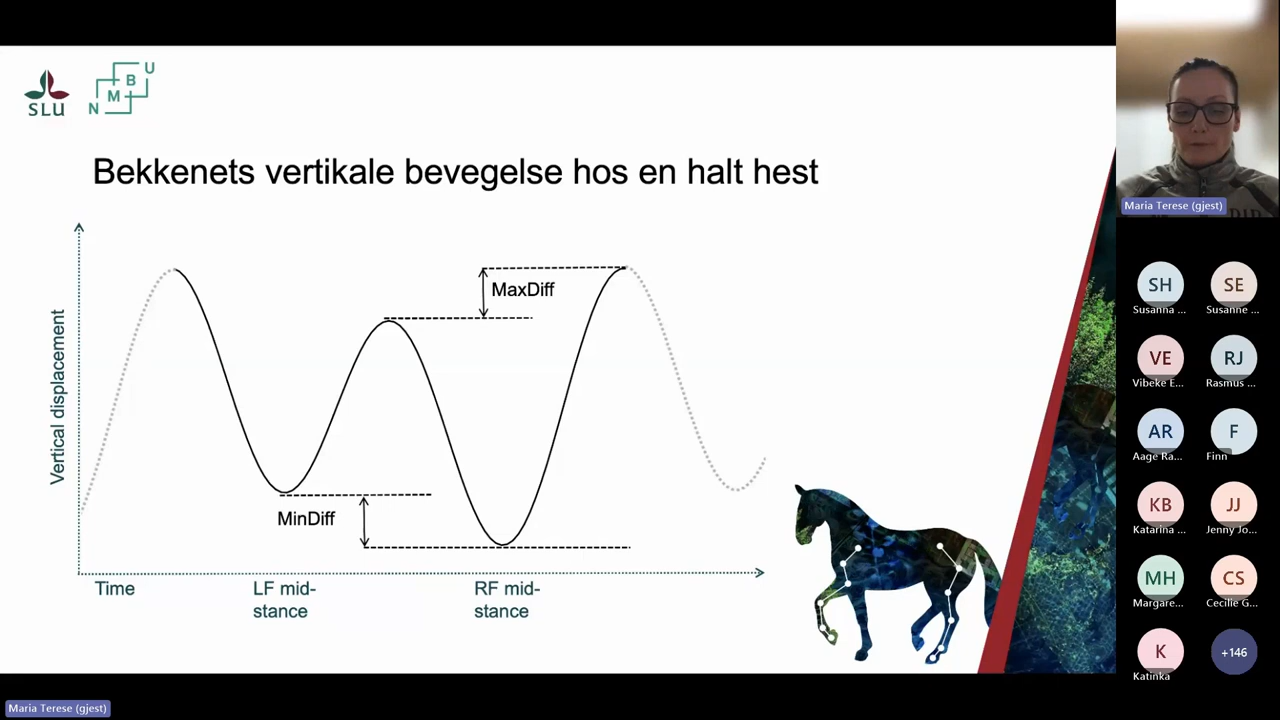 SLU
N M B U
Bekkenets vertikale bevegelse hos en halt hest
Vertical displacement
MaxDiff
MinDiff
Time
LF mid-
stance
RF mid-
stance
Maria Terese (gjest)
SH
Susanna ...
SE
Susanne ...
VE
Vibeke E...
RJ
Rasmus ...
AR
Aage Ra...
F
Finn
KB
Katarina ...
JJ
Jenny Jo...
MH
Margare...
CS
Cecilie G...
K
Katinka
+146
Maria Terese (gjest)